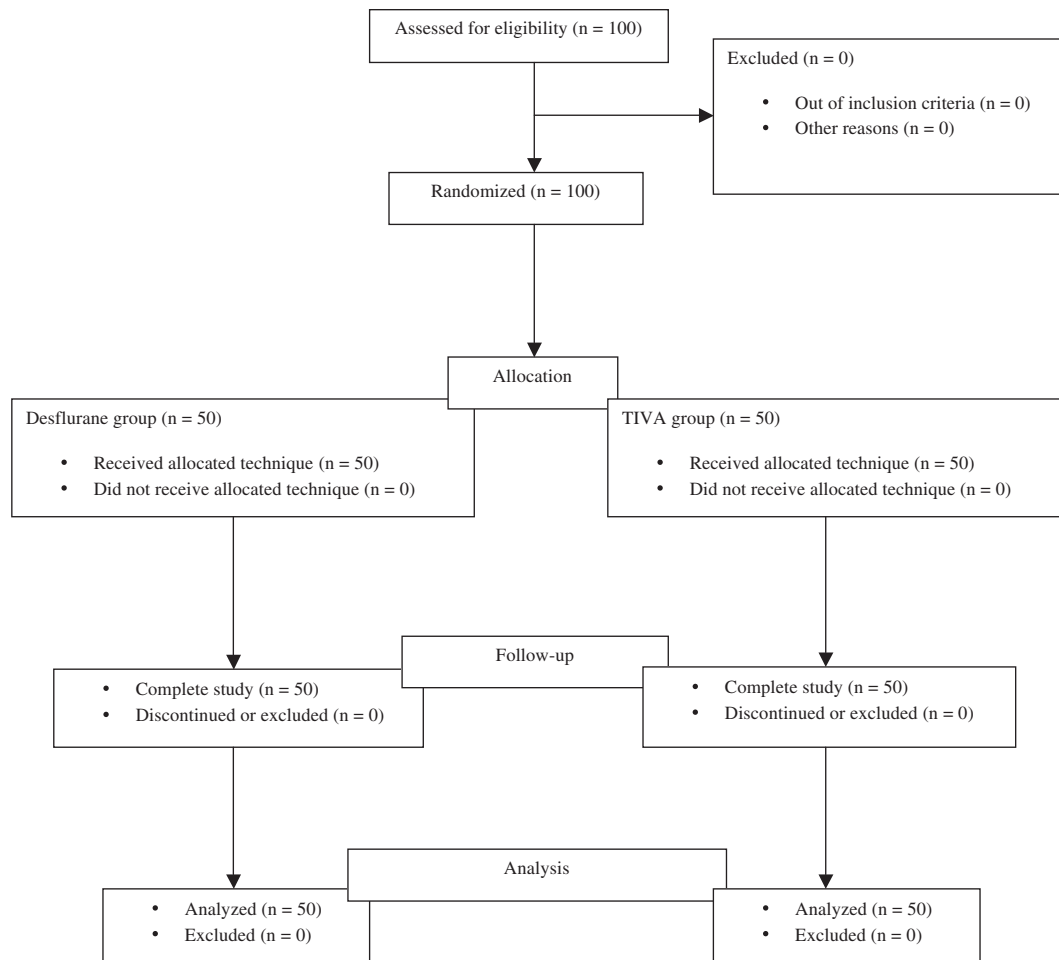 Assessed for eligibility (n = 100)
Excluded (n = 0)
• Out of inclusion criteria (n = 0)
• Other reasons (n = 0)
Randomized (n = 100)
Allocation
Desflurane group (n = 50)
• Received allocated technique (n = 50)
• Did not receive allocated technique (n = 0)
TIVA group (n = 50)
• Received allocated technique (n = 50)
• Did not receive allocated technique (n = 0)
Follow-up
• Complete study (n = 50)
• Discontinued or excluded (n = 0)
• Complete study (n = 50)
• Discontinued or excluded (n = 0)
Analysis
• Analyzed (n = 50)
• Excluded (n = 0)
• Analyzed (n = 50)
• Excluded (n = 0)